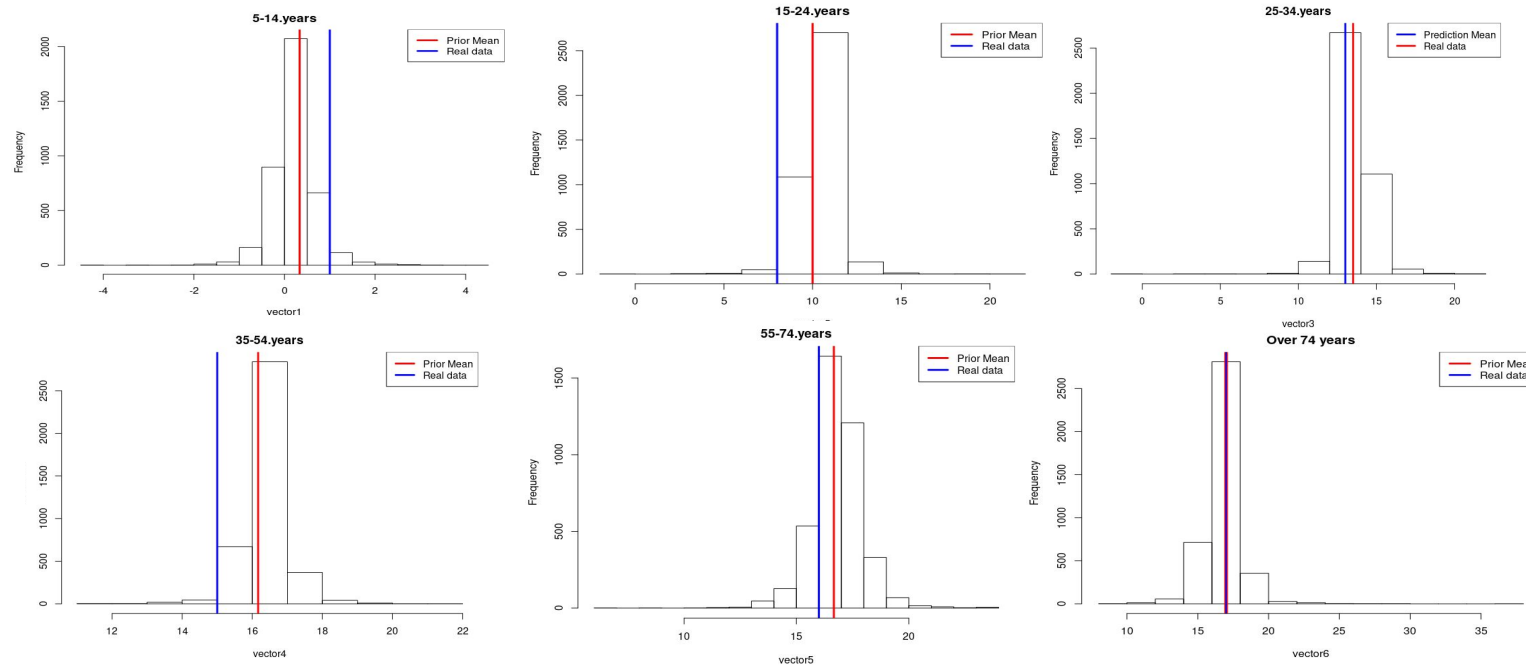 5-14.years
Prior Mean
Real data
Frequency
2000
1500
1000
500
0
-4 -2 0 2 4
vector1
15-24.years
Prior Mean
Real data
Frequency
2500
2000
1500
1000
500
0
0 5 10 15 20
25-34.years
Prediction Mean
Real data
Frequency
2500
2000
1500
1000
500
0
0 5 10 15 20
vector3
35-54.years
Prior Mean
Real data
2500
2000
1500
1000
500
0
12 14 16 18 20 22
vector4
55-74.years
Prior Mean
Real data
Frequency
1500
1000
500
0
10 15 20
vector5
Over 74 years
Prior Mea
Real data
Frequency
2500
2000
1500
1000
500
0
10 15 20 25 30 35
vector6